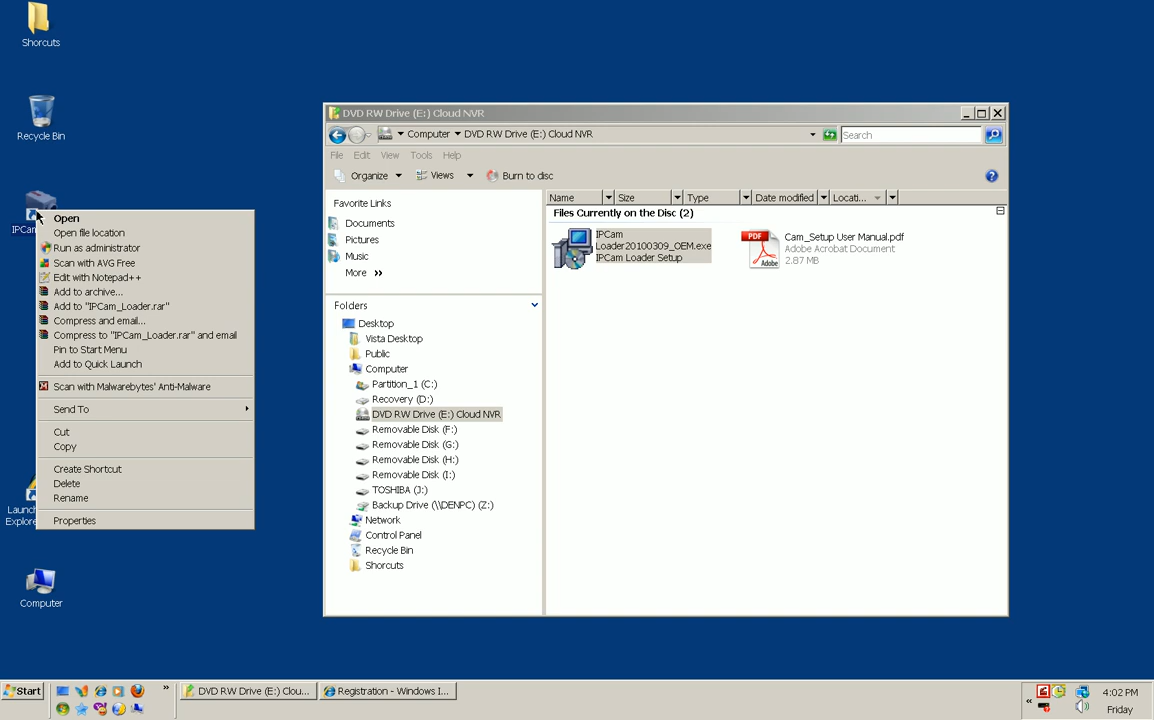 Shorcuts
Recycle Bin
IPCam
Launch
Explore
Computer
Open
Open file location
Run as administrator
Scan with AVG Free
Edit with Notepad++
Add to archive...
Add to "IPCam_Loader.rar"
Compress and email...
Compress to "IPCam_Loader.rar" and email
Pin to Start Menu
Add to Quick Launch
Scan with Malwarebytes' Anti-Malware
Send To
Cut
Copy
Create Shortcut
Delete
Rename
Properties
DVD RW Drive (E:) Cloud NVR
Computer DVD RW Drive (E:) Cloud NVR Search
File Edit View Tools Help
Organize Views Burn to disc
Favorite Links
Documents
Pictures
Music
More »
Folders
Desktop
Vista Desktop
Public
Computer
Partition_1 (C:)
Recovery (D:)
DVD RW Drive (E:) Cloud NVR
Removable Disk (F:)
Removable Disk (G:)
Removable Disk (H:)
Removable Disk (I:)
TOSHIBA (J:)
Backup Drive (\\DENPC) (Z:)
Network
Control Panel
Recycle Bin
Shorcuts
Name Size Type Date modified Locati...
Files Currently on the Disc (2)
IPCam
Loader20100309_OEM.exe
IPCam Loader Setup
PDF
Adobe
Cam_Setup User Manual.pdf
Adobe Acrobat Document
2.87 MB
Start » DVD RW Drive (E:) Clou... Registration - Windows I... « 4:02 PM
Friday